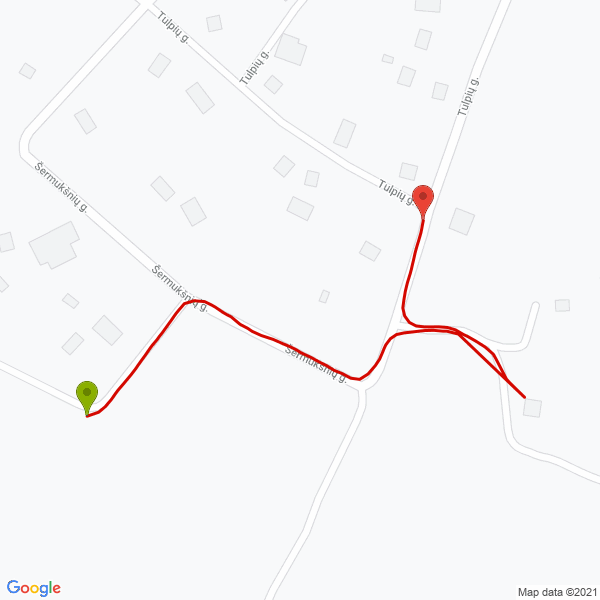 Tulpių g.
Tulpių g.
Tulpių g.
Šermukšnių g.
Tulpių g.
Šermukšnių g.
Šermukšnių g.
Google
Map data ©2021